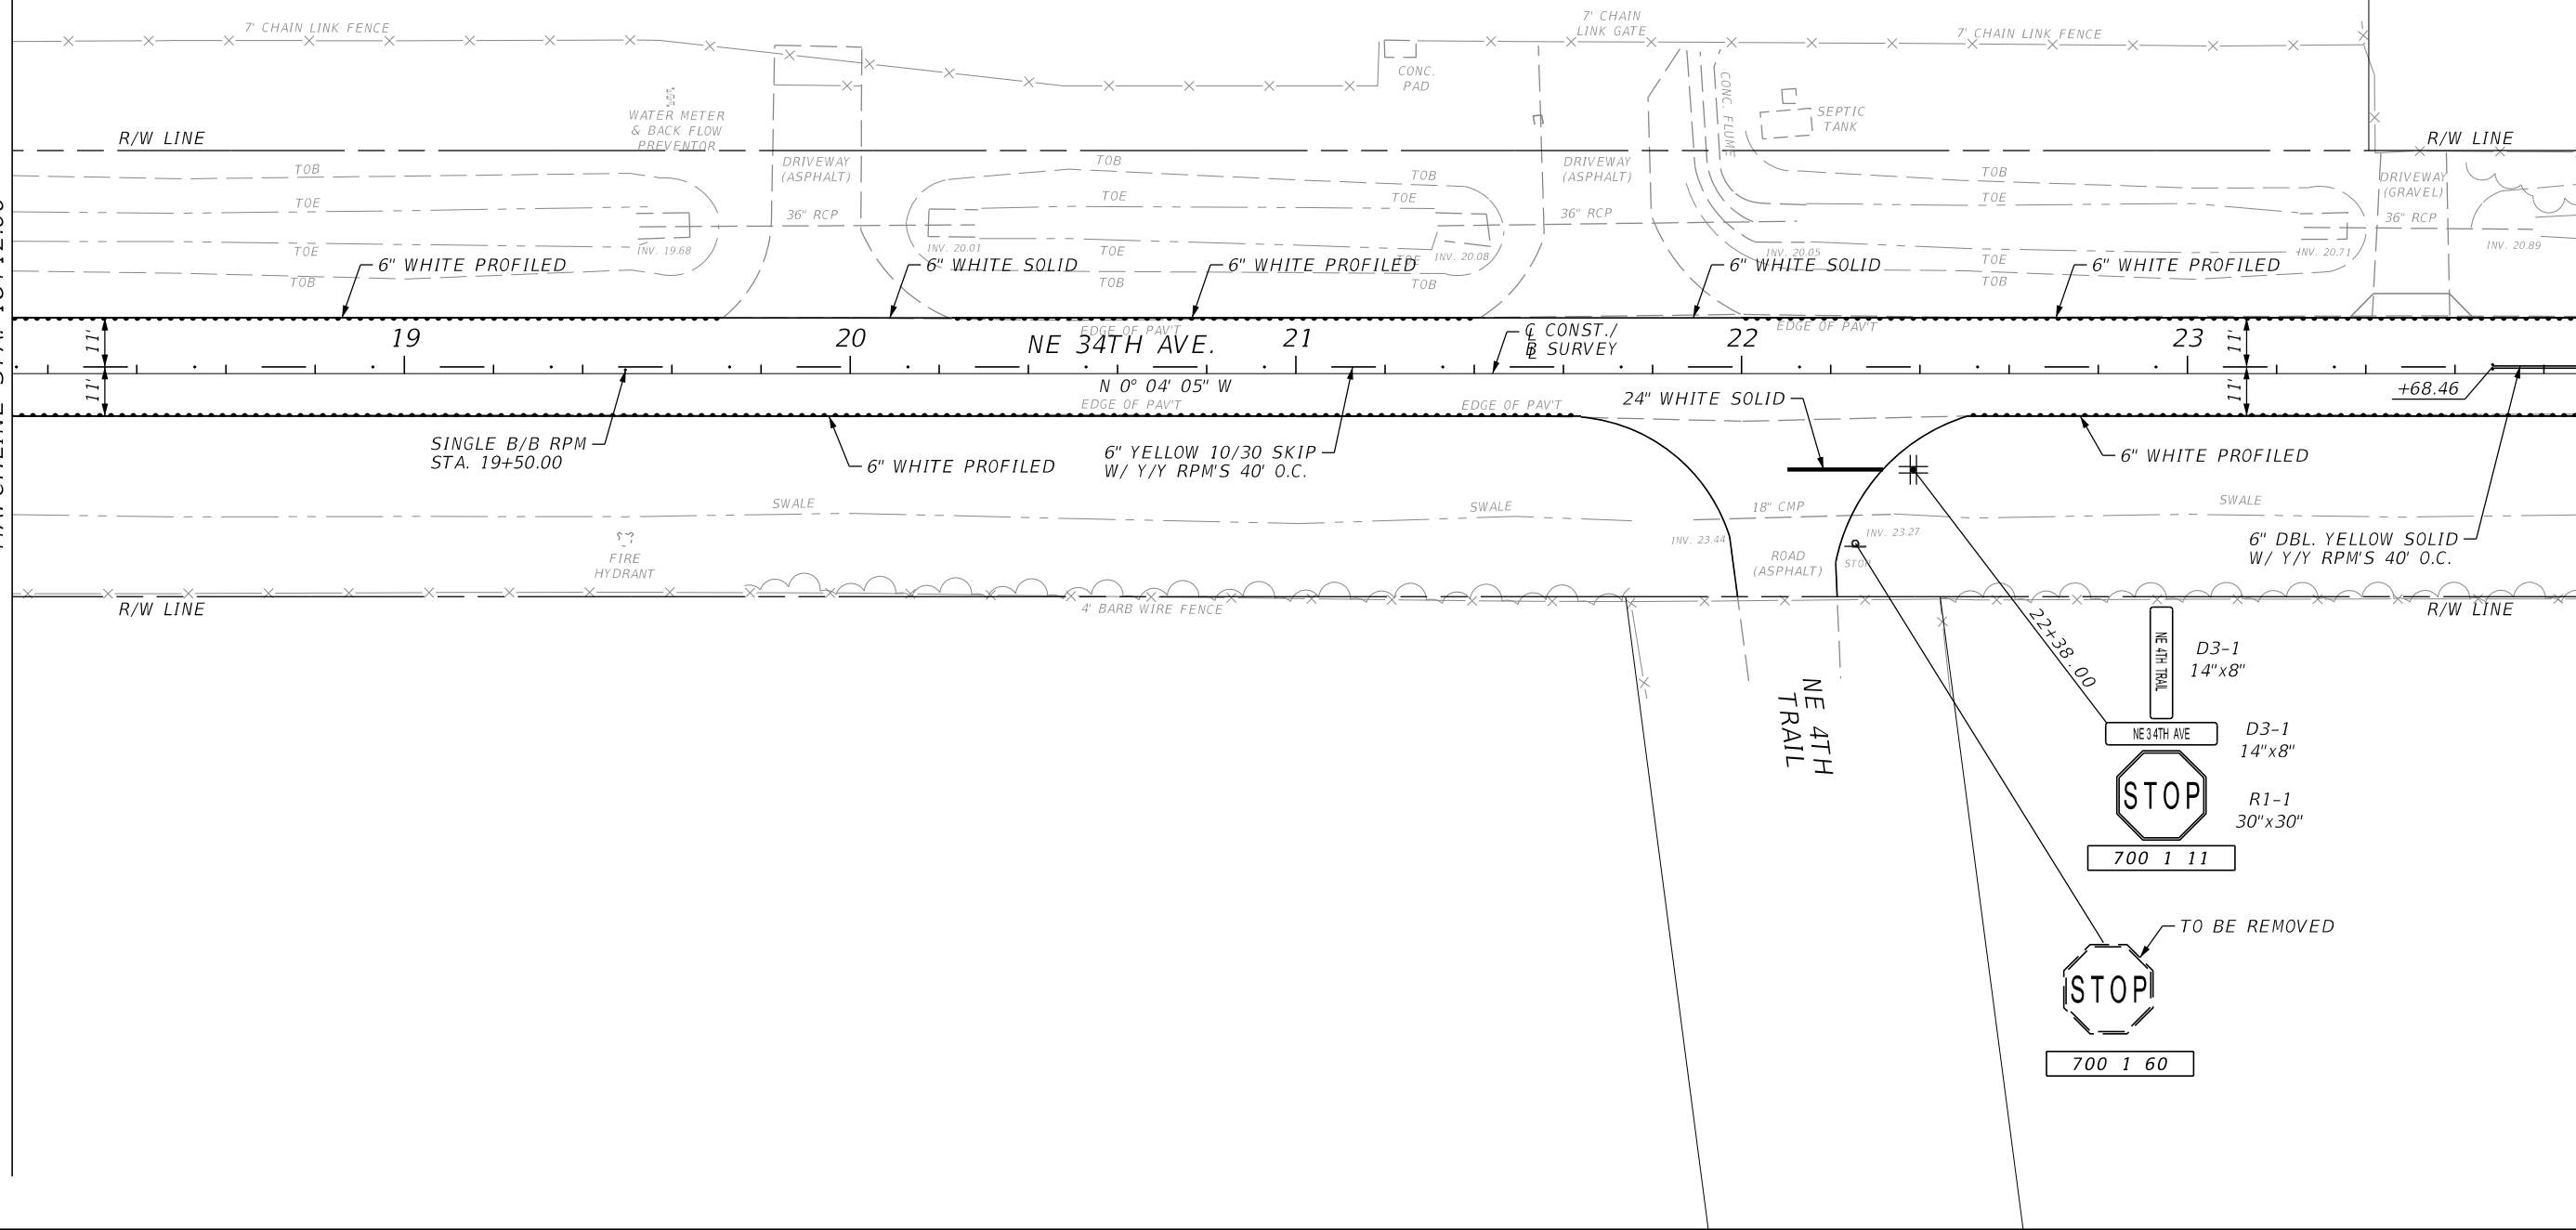 7' CHAIN LINK FENCE
7' CHAIN
LINK GATE
7' CHAIN LINK FENCE
CONC.
PAD
CONC. FLUME
WATER METER
& BACK FLOW
PREVENTOR
SEPTIC
TANK
R/W LINE
R/W LINE
TOB
DRIVEWAY
(ASPHALT)
TOB
TOB
DRIVEWAY
(ASPHALT)
TOB
DRIVEWAY
(GRAVEL)
TOE
36" RCP
TOE
TOE
36" RCP
TOE
36" RCP
TOE
INV. 19.68
INV. 20.01
TOE
TOE
INV. 20.08
INV. 20.05
TOE
INV. 20.71
INV. 20.89
6" WHITE PROFILED
6" WHITE SOLID
6" WHITE PROFILED
6" WHITE SOLID
6" WHITE PROFILED
TOB
TOB
TOB
TOB
11'
11'
19
20
EDGE OF PAV'T
NE 34TH AVE.
21
CL CONST./
BL SURVEY
22
EDGE OF PAV'T
23
11'
11'
N 0° 04' 05" W
EDGE OF PAV'T
EDGE OF PAV'T
24" WHITE SOLID
+68.46
SINGLE B/B RPM
STA. 19+50.00
6" WHITE PROFILED
6" YELLOW 10/30 SKIP
W/ Y/Y RPM'S 40' O.C.
6" WHITE PROFILED
SWALE
SWALE
18" CMP
SWALE
INV. 23.44
INV. 23.27
6" DBL. YELLOW SOLID
W/ Y/Y RPM'S 40' O.C.
FIRE
HYDRANT
ROAD
(ASPHALT)
STOP
R/W LINE
4' BARB WIRE FENCE
R/W LINE
22+38.00
NE 4TH TRAIL
D3-1
14"x8"
NE 4TH
TRAIL
NE 34TH AVE
D3-1
14"x8"
STOP
R1-1
30"x30"
700 1 11
TO BE REMOVED
STOP
700 1 60